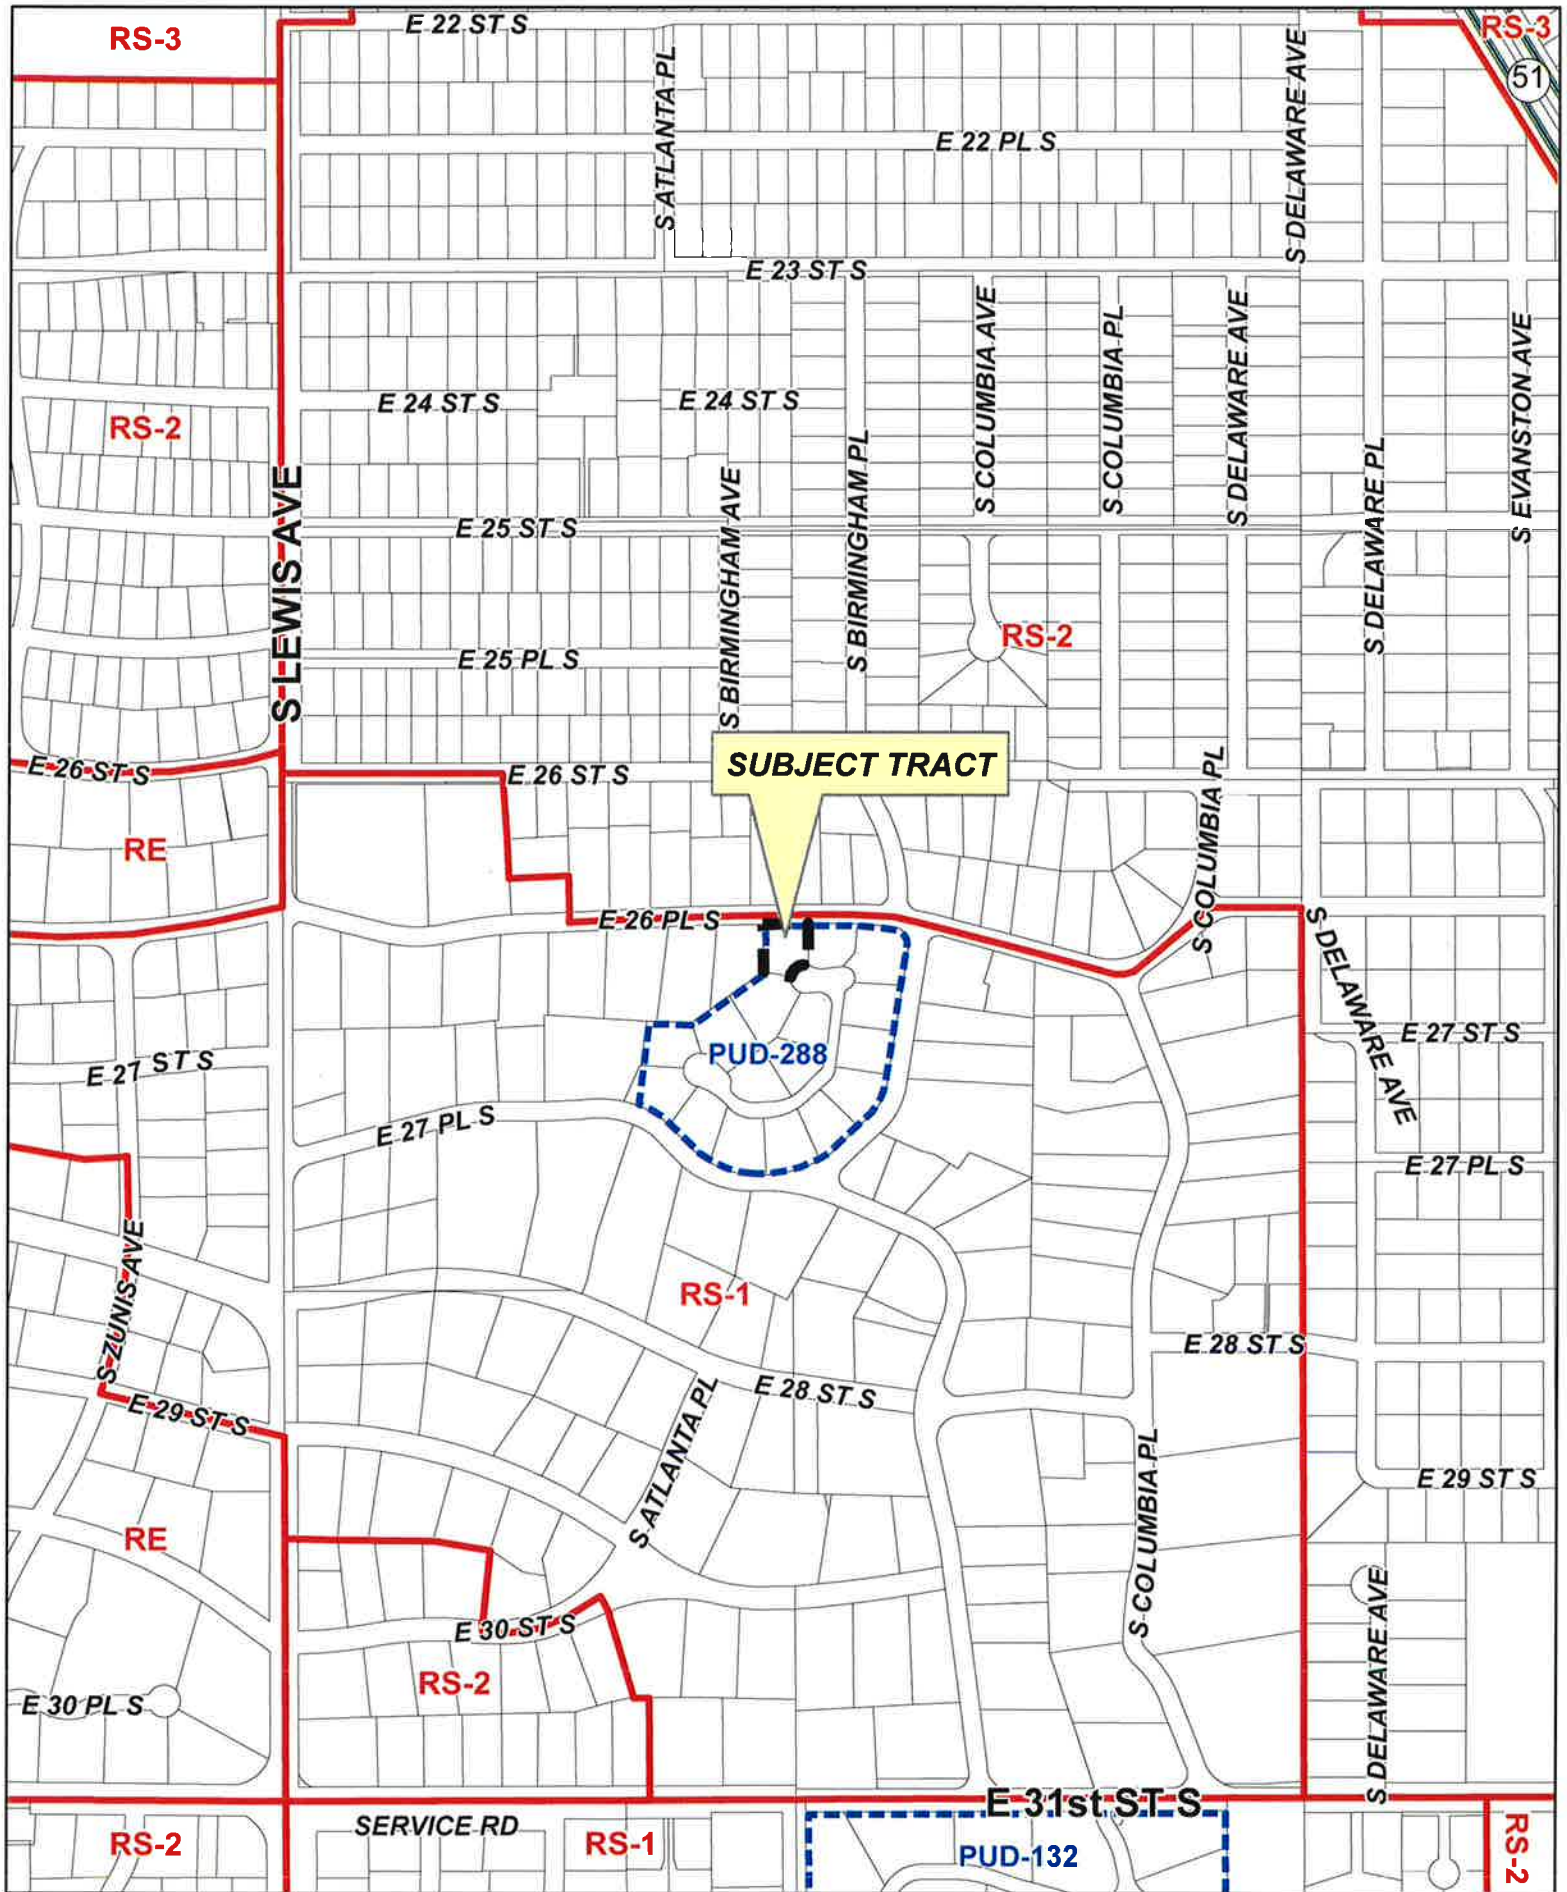 RS-3
E 22 ST S
RS-3
51
S ATLANTA PL
S DELAWARE AVE
E 22 PL S
E 23 ST S
S COLUMBIA AVE
S COLUMBIA PL
S DELAWARE AVE
S EVANSTON AVE
E 24 ST S
E 24 ST S
RS-2
S BIRMINGHAM PL
S DELAWARE PL
S LEWIS AVE
S BIRMINGHAM AVE
E 25 ST S
RS-2
E 25 PL S
E 26 ST S
E 26 ST S
SUBJECT TRACT
S COLUMBIA PL
RE
E 26 PL S
S DELAWARE AVE
E 27 ST S
PUD-288
E 27 ST S
E 27 PL S
E 27 PL S
S ZUNIS AVE
RS-1
E 28 ST S
E 28 ST S
S ATLANTA PL
E 29 ST S
S COLUMBIA PL
E 29 ST S
RE
S DELAWARE AVE
E 30 ST S
RS-2
E 30 PL S
E 31st ST S
SERVICE RD
RS-2
RS-1
PUD-132
RS-2